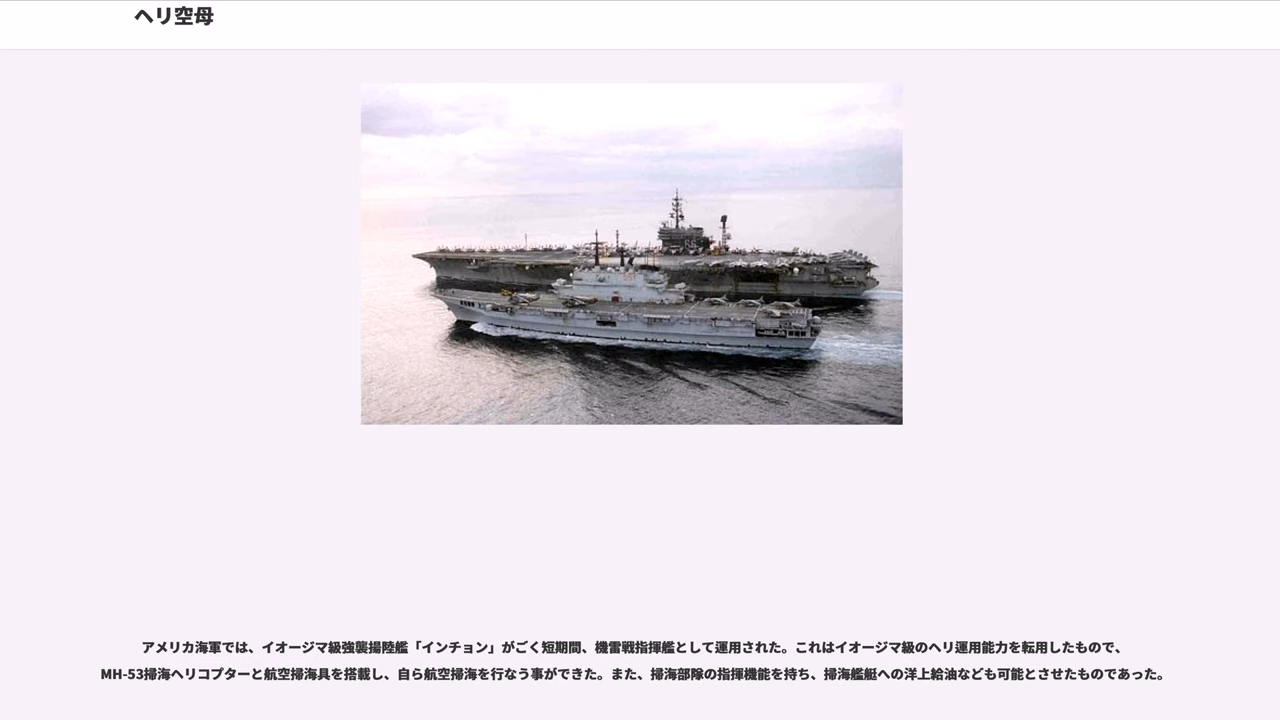 ヘリ空母
66
アメリカ海軍では、イオージマ級強襲揚陸艦「インチョン」がごく短期間、機雷戦指揮艦として運用された。これはイオージマ級のヘリ運用能力を転用したもので、
MH-53掃海ヘリコプターと航空掃海具を搭載し、自ら航空掃海を行なう事ができた。また、掃海部隊の指揮機能を持ち、掃海艦艇への洋上給油なども可能とさせたものであった。